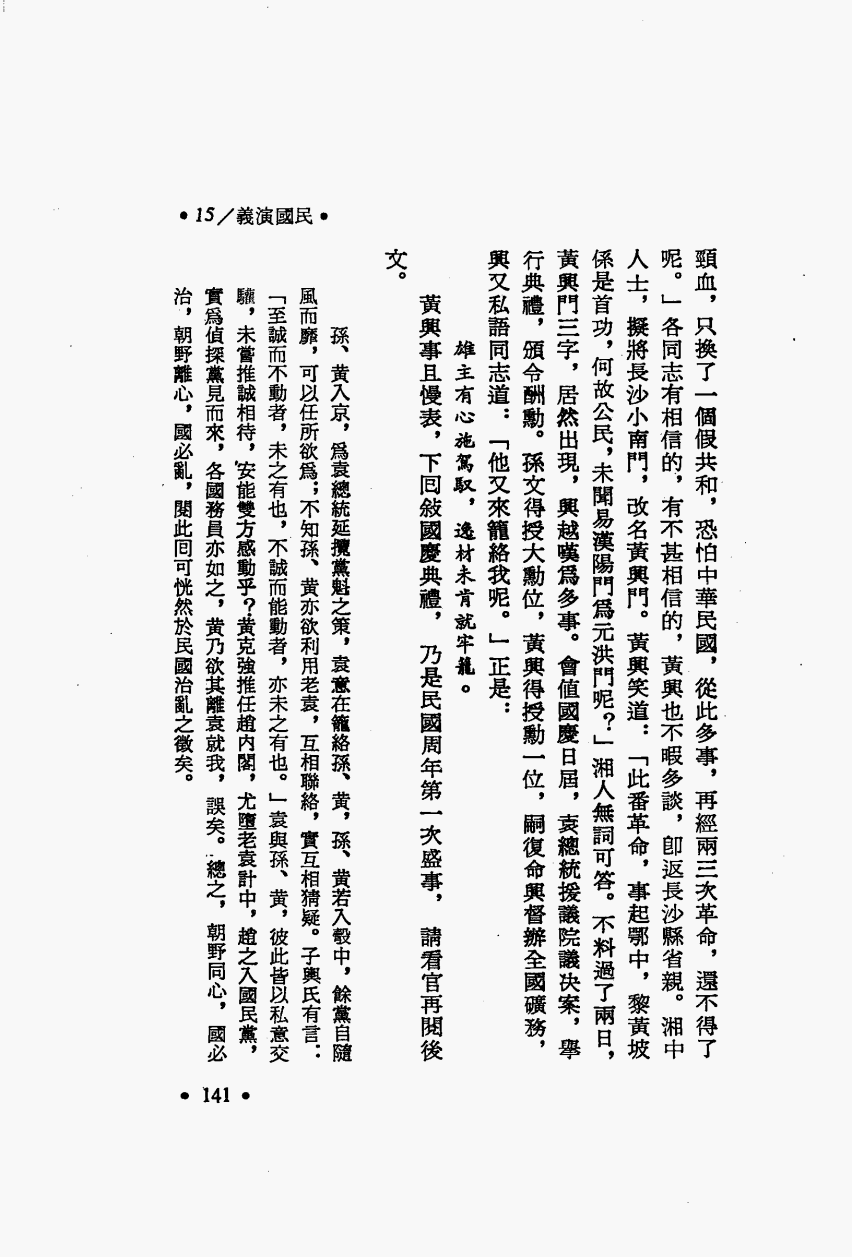 •民國演義／15•
頸血，只換了一個假共和，恐怕中華民國，從此多事，再經兩三次革命，還不得了
呢。」各同志有相信的，有不甚相信的，黃興也不暇多談，卽返長沙縣省親。湘中
人士，擬將長沙小南門，改名黃興門。黃興笑道：「此番革命，事起鄂中，黎黃坡
係是首功，何故公民，未聞易漢陽門爲元洪門呢？」湘人無詞可答。不料過了兩日，
黃興門三字，居然出現，興越嘆爲多事。會値國慶日屆，袁總統援議院議決案，擧
行典禮，頒令酬勳。孫文得授大勳位，黃興得授勳一位，嗣復命興督辦全國礦務，
興又私語同志道：「他又來籠絡我呢。」正是：
雄主有心施駕馭，逸材未肯就牢籠。
黃興事且慢表，下回敍國慶典禮，乃是民國周年第一次盛事，請看官再閱後
文。
孫、黃入京，爲袁總統延攬黨魁之策，袁意在籠絡孫、黃，孫、黃若入彀中，餘黨自隨
風而靡，可以任所欲爲；不知孫、黃亦欲利用老袁，互相聯絡，實互相猜疑。子輿氏有言：
「至誠而不動者，未之有也，不誠而能動者，亦未之有也。」袁與孫、黃，彼此皆以私意交
驩，未嘗推誠相待，安能雙方感動乎？黃克強推任趙內閣，尤墮老袁計中，趙之入國民黨，
實爲偵探黨見而來，各國務員亦如之，黃乃欲其離袁就我，誤矣。總之，朝野同心，國必
治，朝野離心，國必亂，閱此回可恍然於民國治亂之徵矣。
•141•